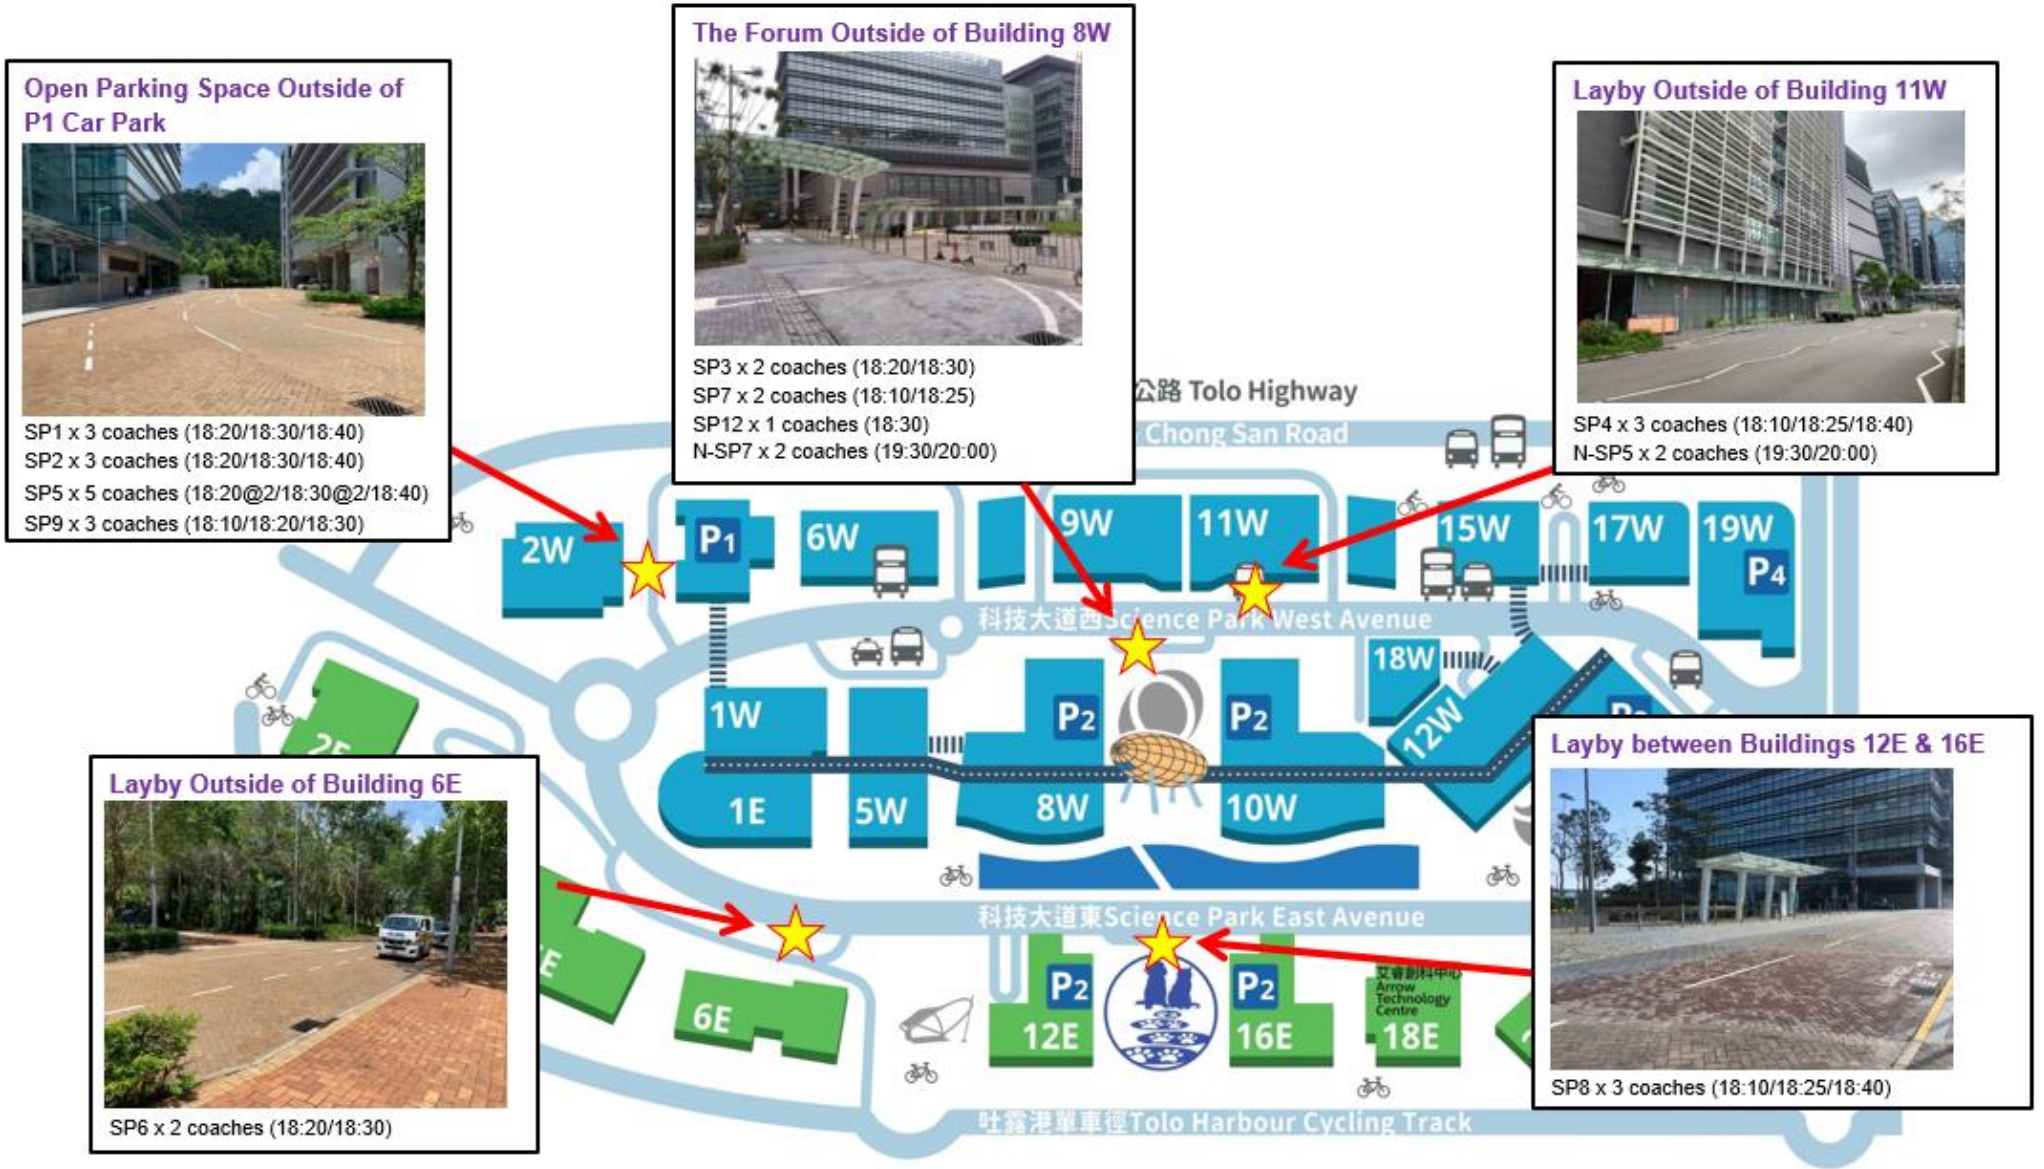 The Forum Outside of Building 8W
SP3 x 2 coaches (18:20/18:30)
SP7 x 2 coaches (18:10/18:25)
SP12 x 1 coaches (18:30)
N-SP7 x 2 coaches (19:30/20:00)
Open Parking Space Outside of
P1 Car Park
SP1 x 3 coaches (18:20/18:30/18:40)
SP2 x 3 coaches (18:20/18:30/18:40)
SP5 x 5 coaches (18:20@2/18:30@2/18:40)
SP9 x 3 coaches (18:10/18:20/18:30)
Layby Outside of Building 11W
SP4 x 3 coaches (18:10/18:25/18:40)
N-SP5 x 2 coaches (19:30/20:00)
公路 Tolo Highway
Chong San Road
2W
P1
6W
9W
11W
15W
17W
19W
P4
科技大道西Science Park West Avenue
18W
12W
1W
P2
P2
1E
5W
8W
10W
2E
科技大道東Science Park East Avenue
E
6E
P2
12E
P2
16E
艾睿創科中心
Arrow
Technology
Centre
18E
吐露港單車徑Tolo Harbour Cycling Track
Layby Outside of Building 6E
SP6 x 2 coaches (18:20/18:30)
Layby between Buildings 12E & 16E
SP8 x 3 coaches (18:10/18:25/18:40)